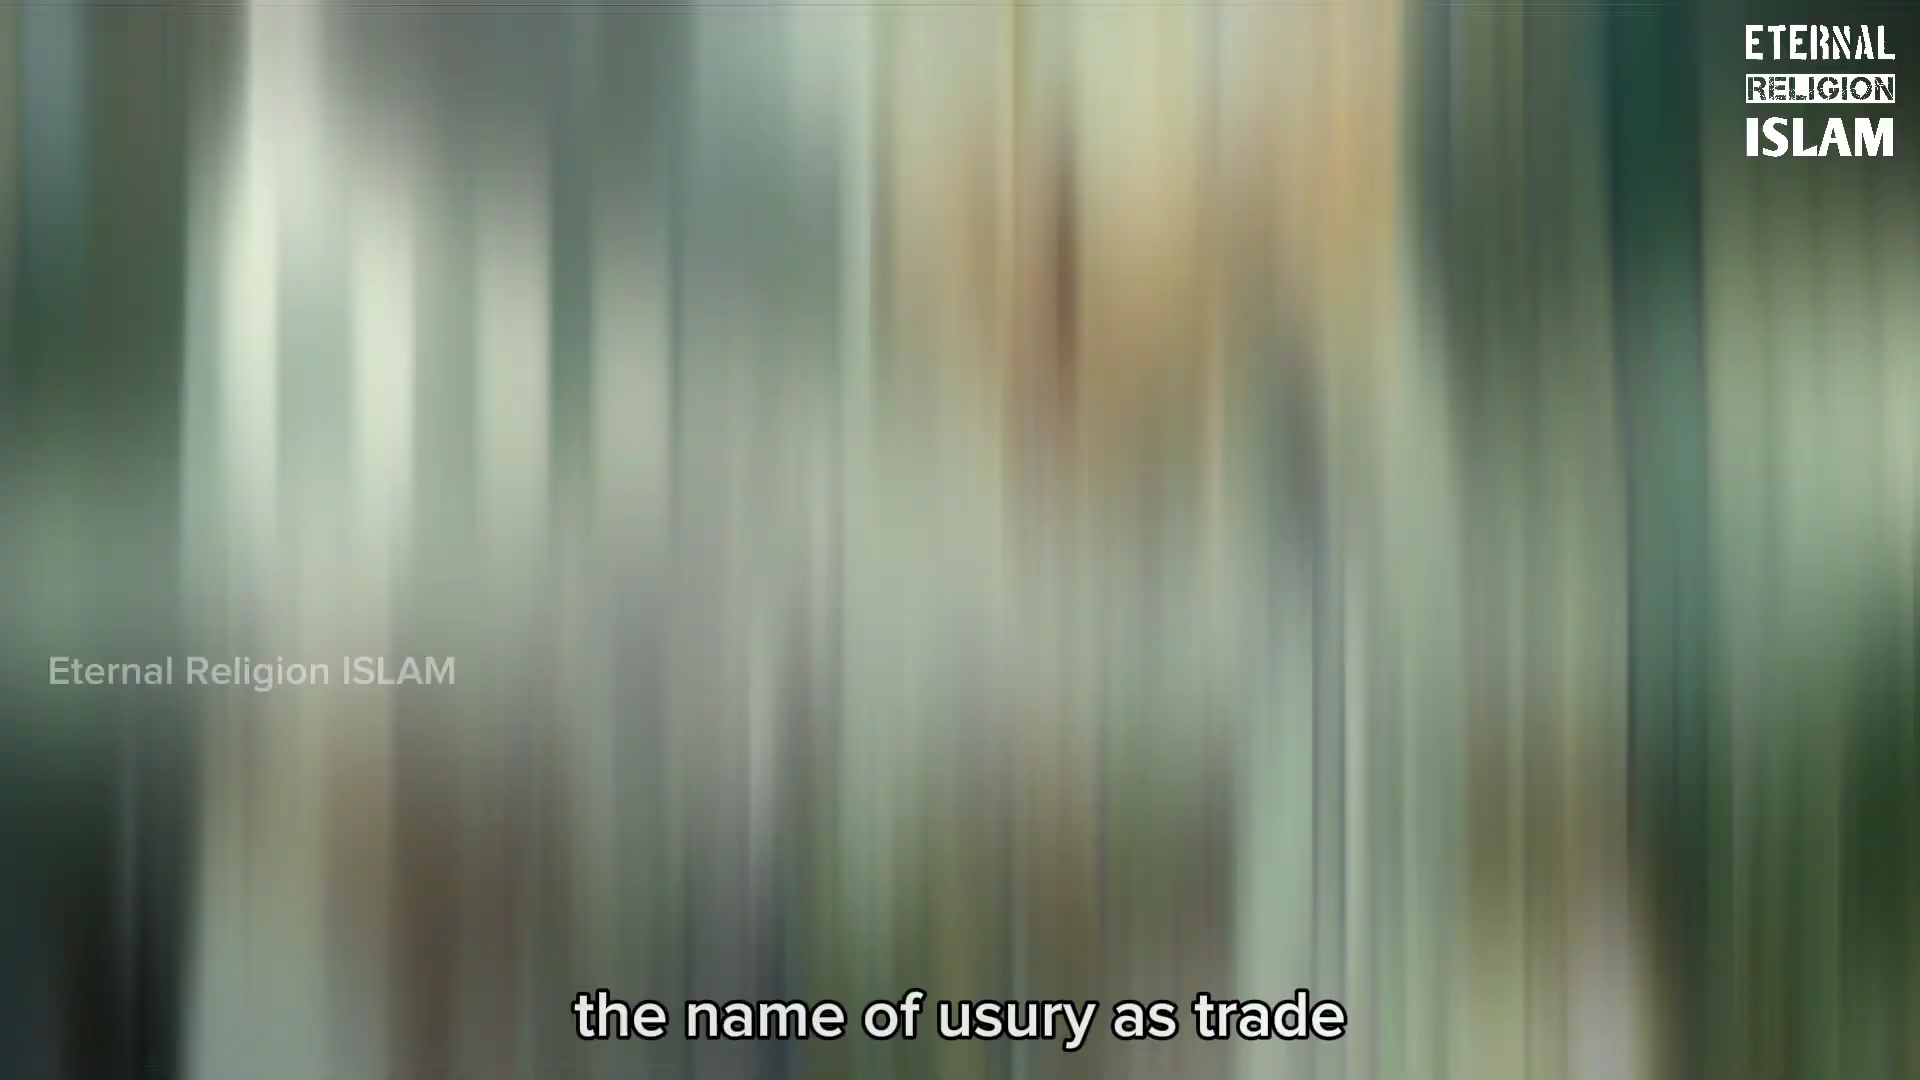 ETERNAL
RELIGION
ISLAM
Eternal Religion ISLAM
the name of usury as trade